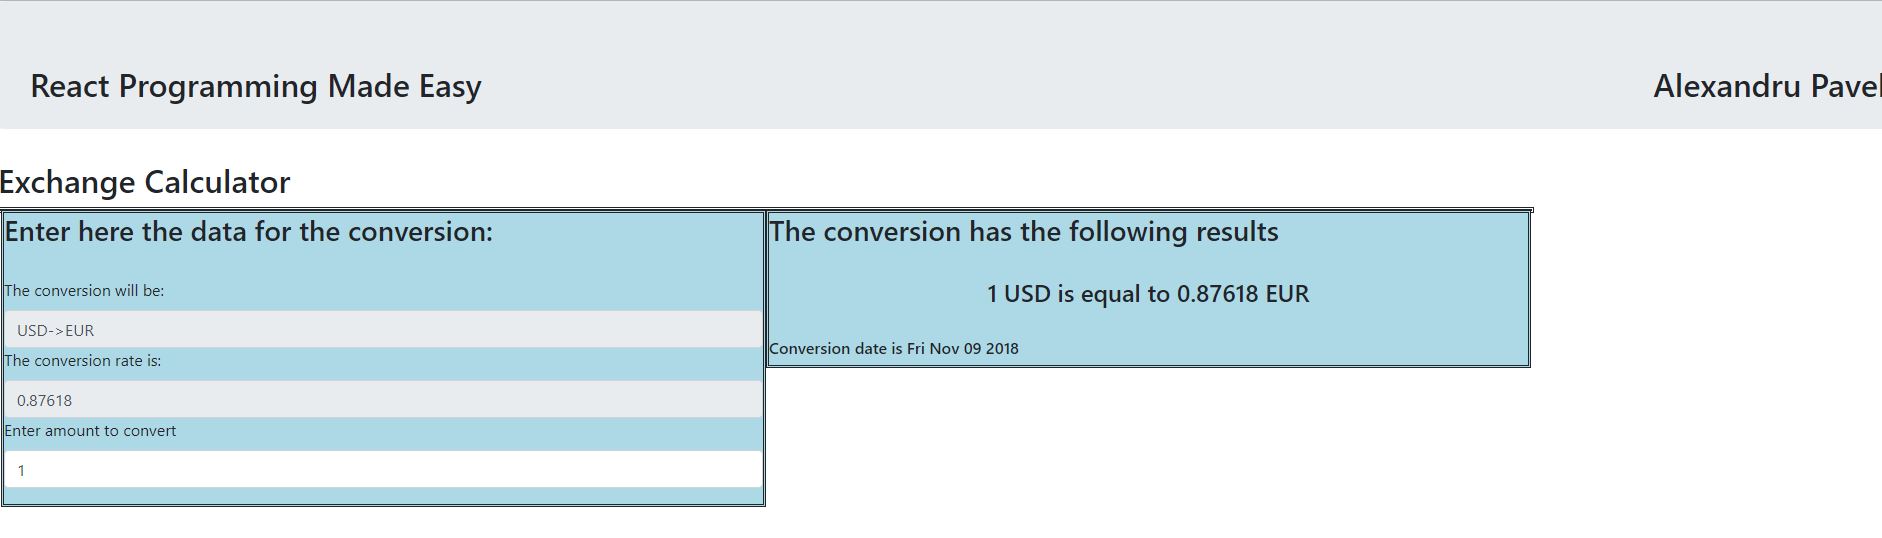 React Programming Made Easy
Alexandru Pavel
Exchange Calculator
Enter here the data for the conversion:
The conversion will be:
USD->EUR
The conversion rate is:
0.87618
Enter amount to convert
1
The conversion has the following results
1 USD is equal to 0.87618 EUR
Conversion date is Fri Nov 09 2018